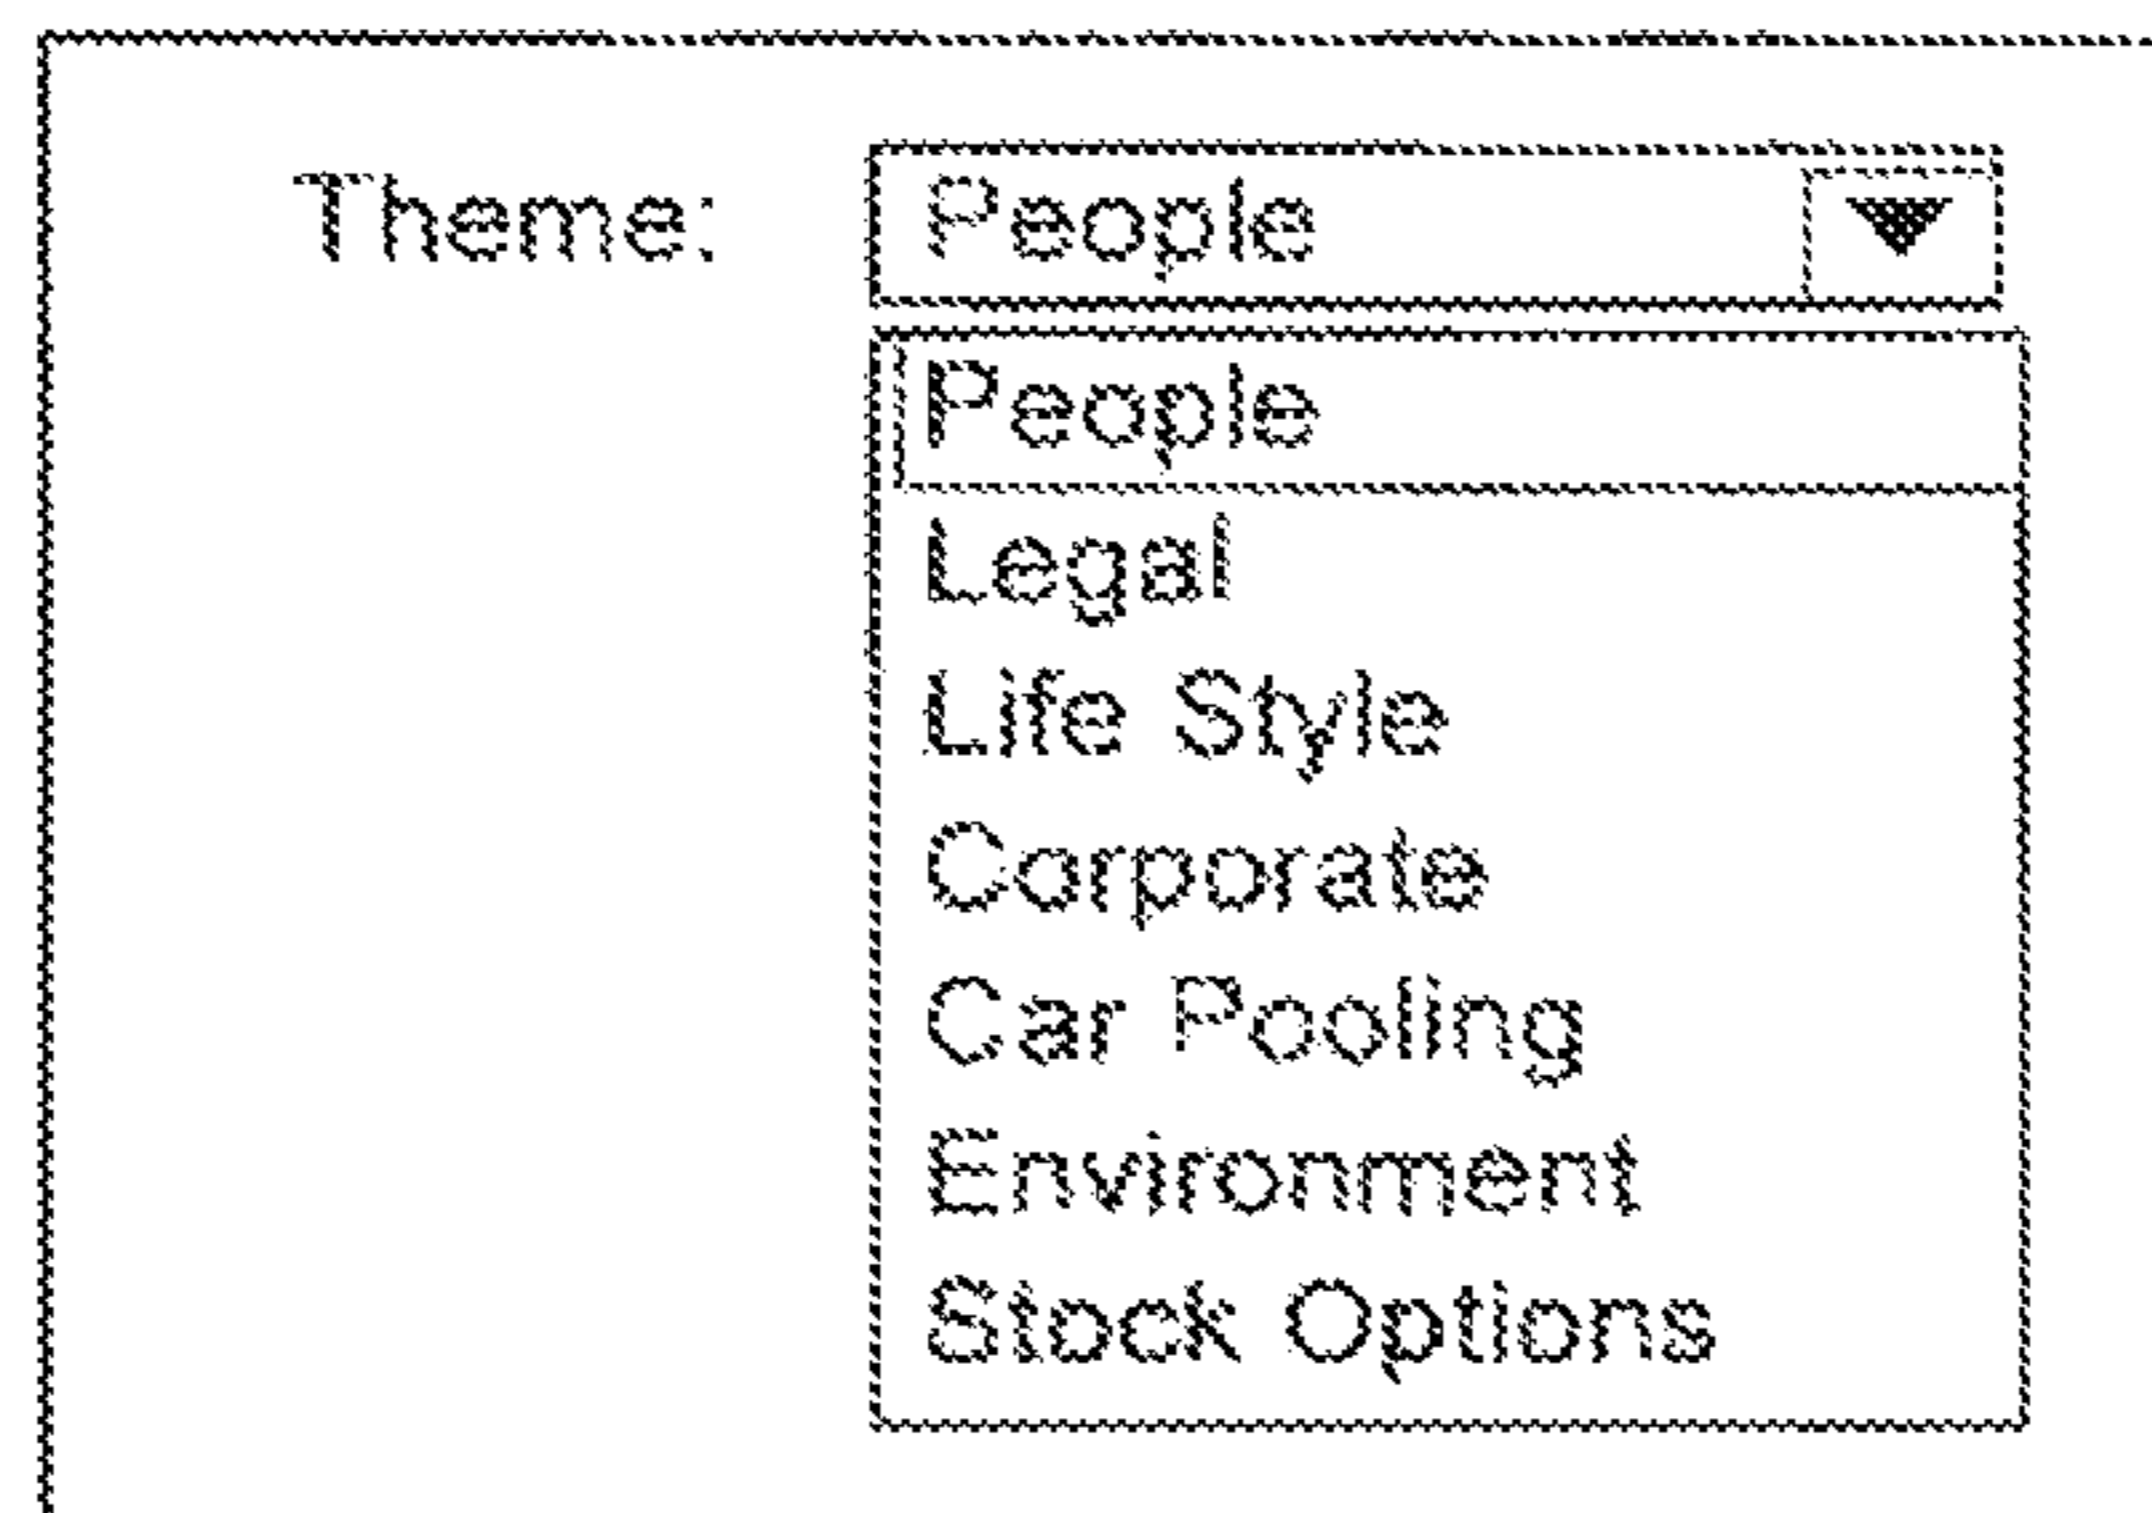 Theme: People
People
Legal
Life Style
Corporate
Car Pooling
Environment
Stock Options